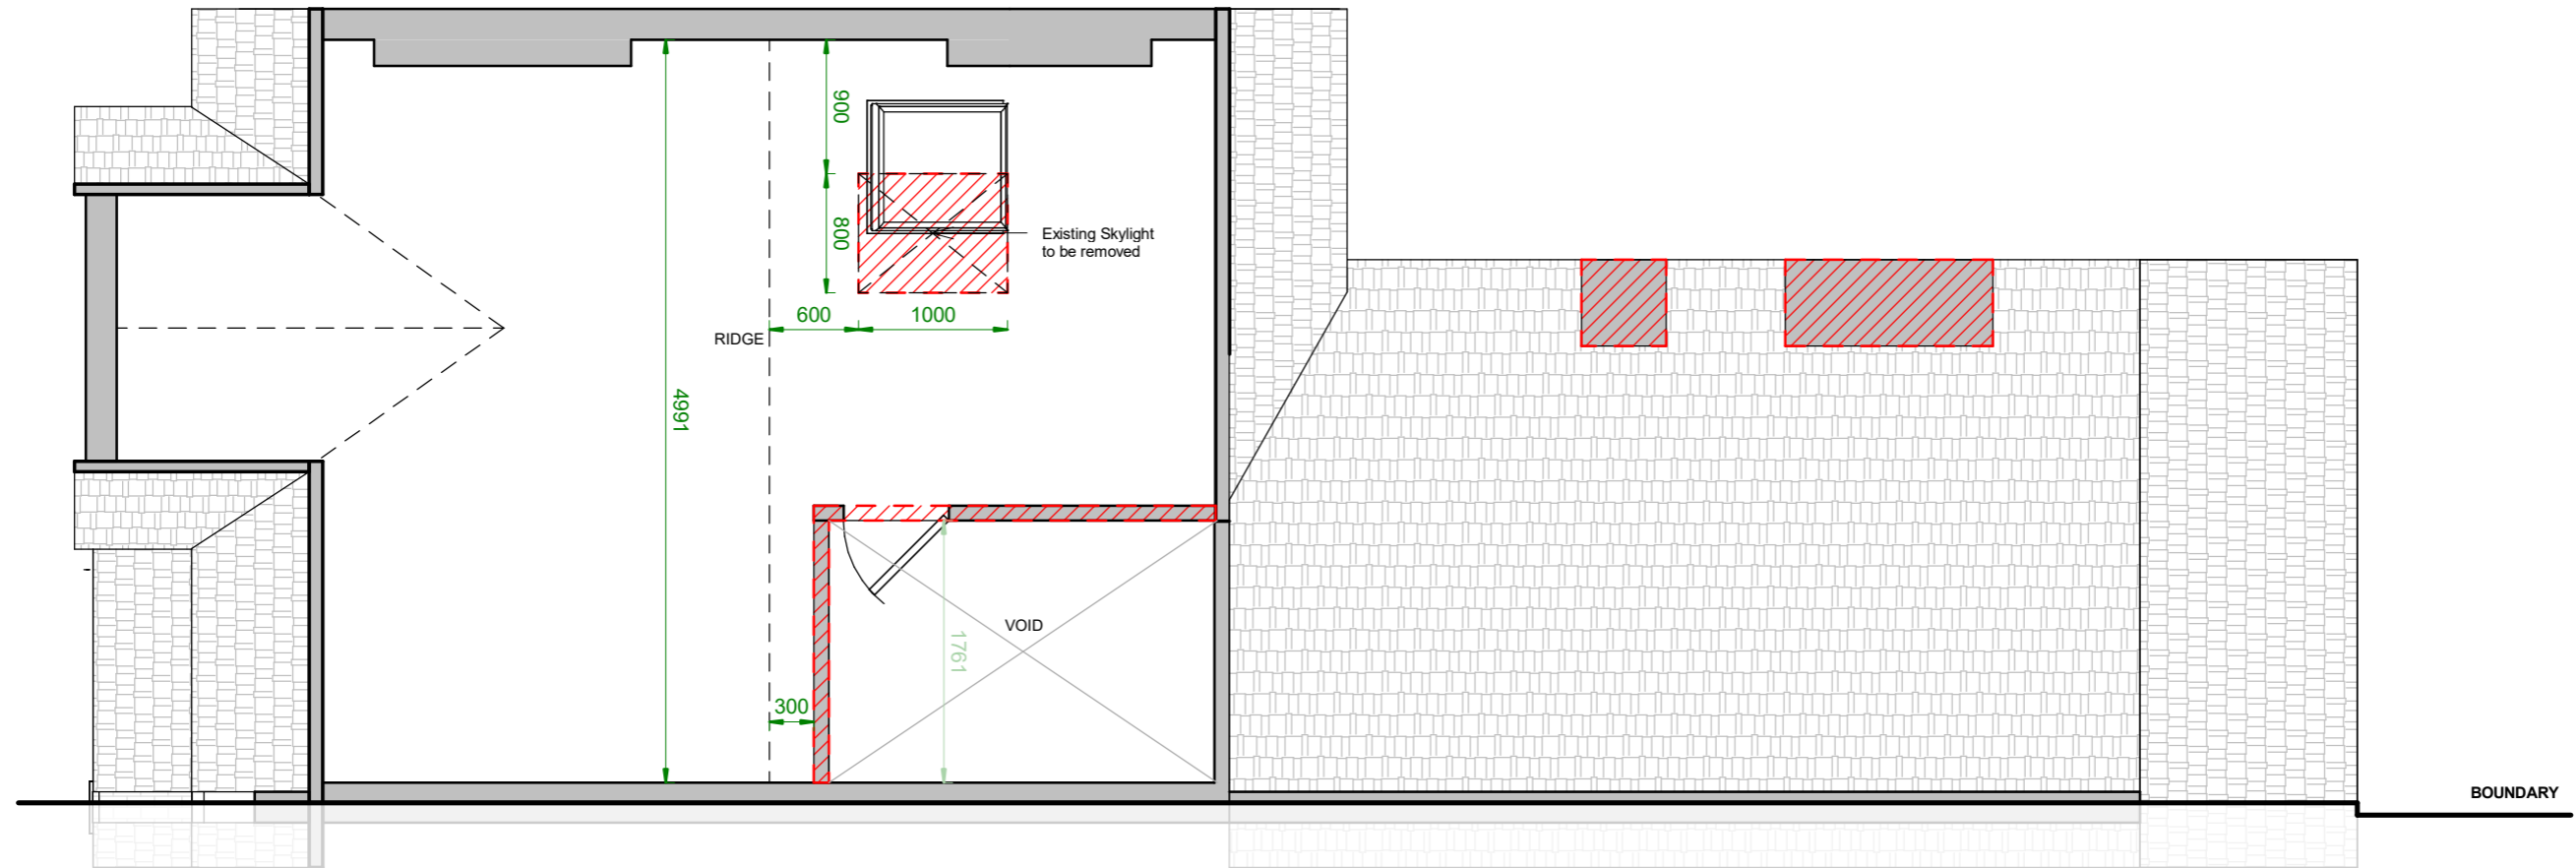 900
800
Existing Skylight
to be removed
600
1000
RIDGE
4991
1761
VOID
300
BOUNDARY